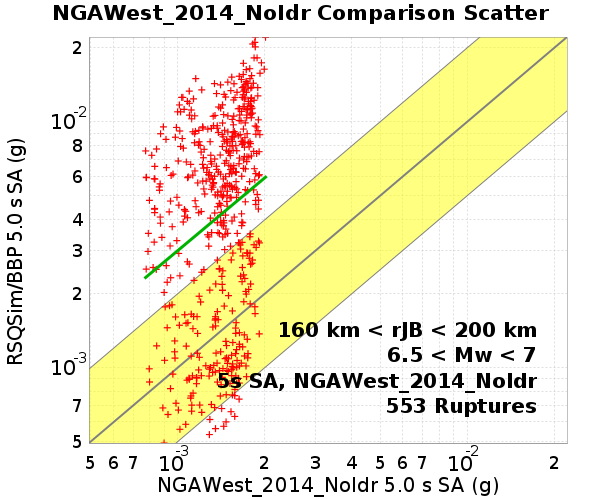 NGAWest_2014_NoIdr Comparison Scatter
RSQSim/BBP 5.0 s SA (g)
2
10-2
8
6
4
3
2
10-3
7
5
160 km < rJB < 200 km
6.5 < Mw < 7
5s SA, NGAWest_2014_NoIdr
553 Ruptures
5 6 7 10-3 2 3 4 5 6 7 10-2 2
NGAWest_2014_NoIdr 5.0 s SA (g)